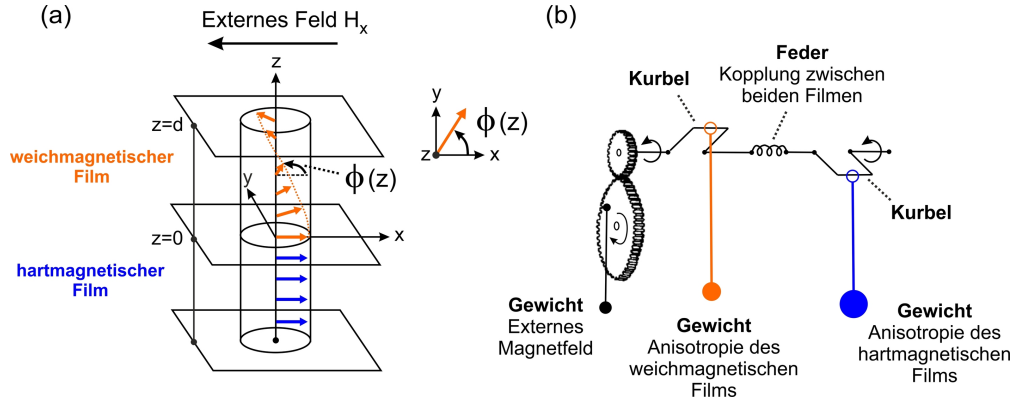 (a)
Externes Feld Hx
z
z=d
weichmagnetischer
Film
ϕ(z)
y
z=0
x
hartmagnetischer
Film
y
ϕ(z)
z
x
(b)
Feder
Kopplung zwischen
beiden Filmen
Kurbel
Kurbel
Gewicht
Externes
Magnetfeld
Gewicht
Anisotropie des
weichmagnetischen
Films
Gewicht
Anisotropie des
hartmagnetischen
Films